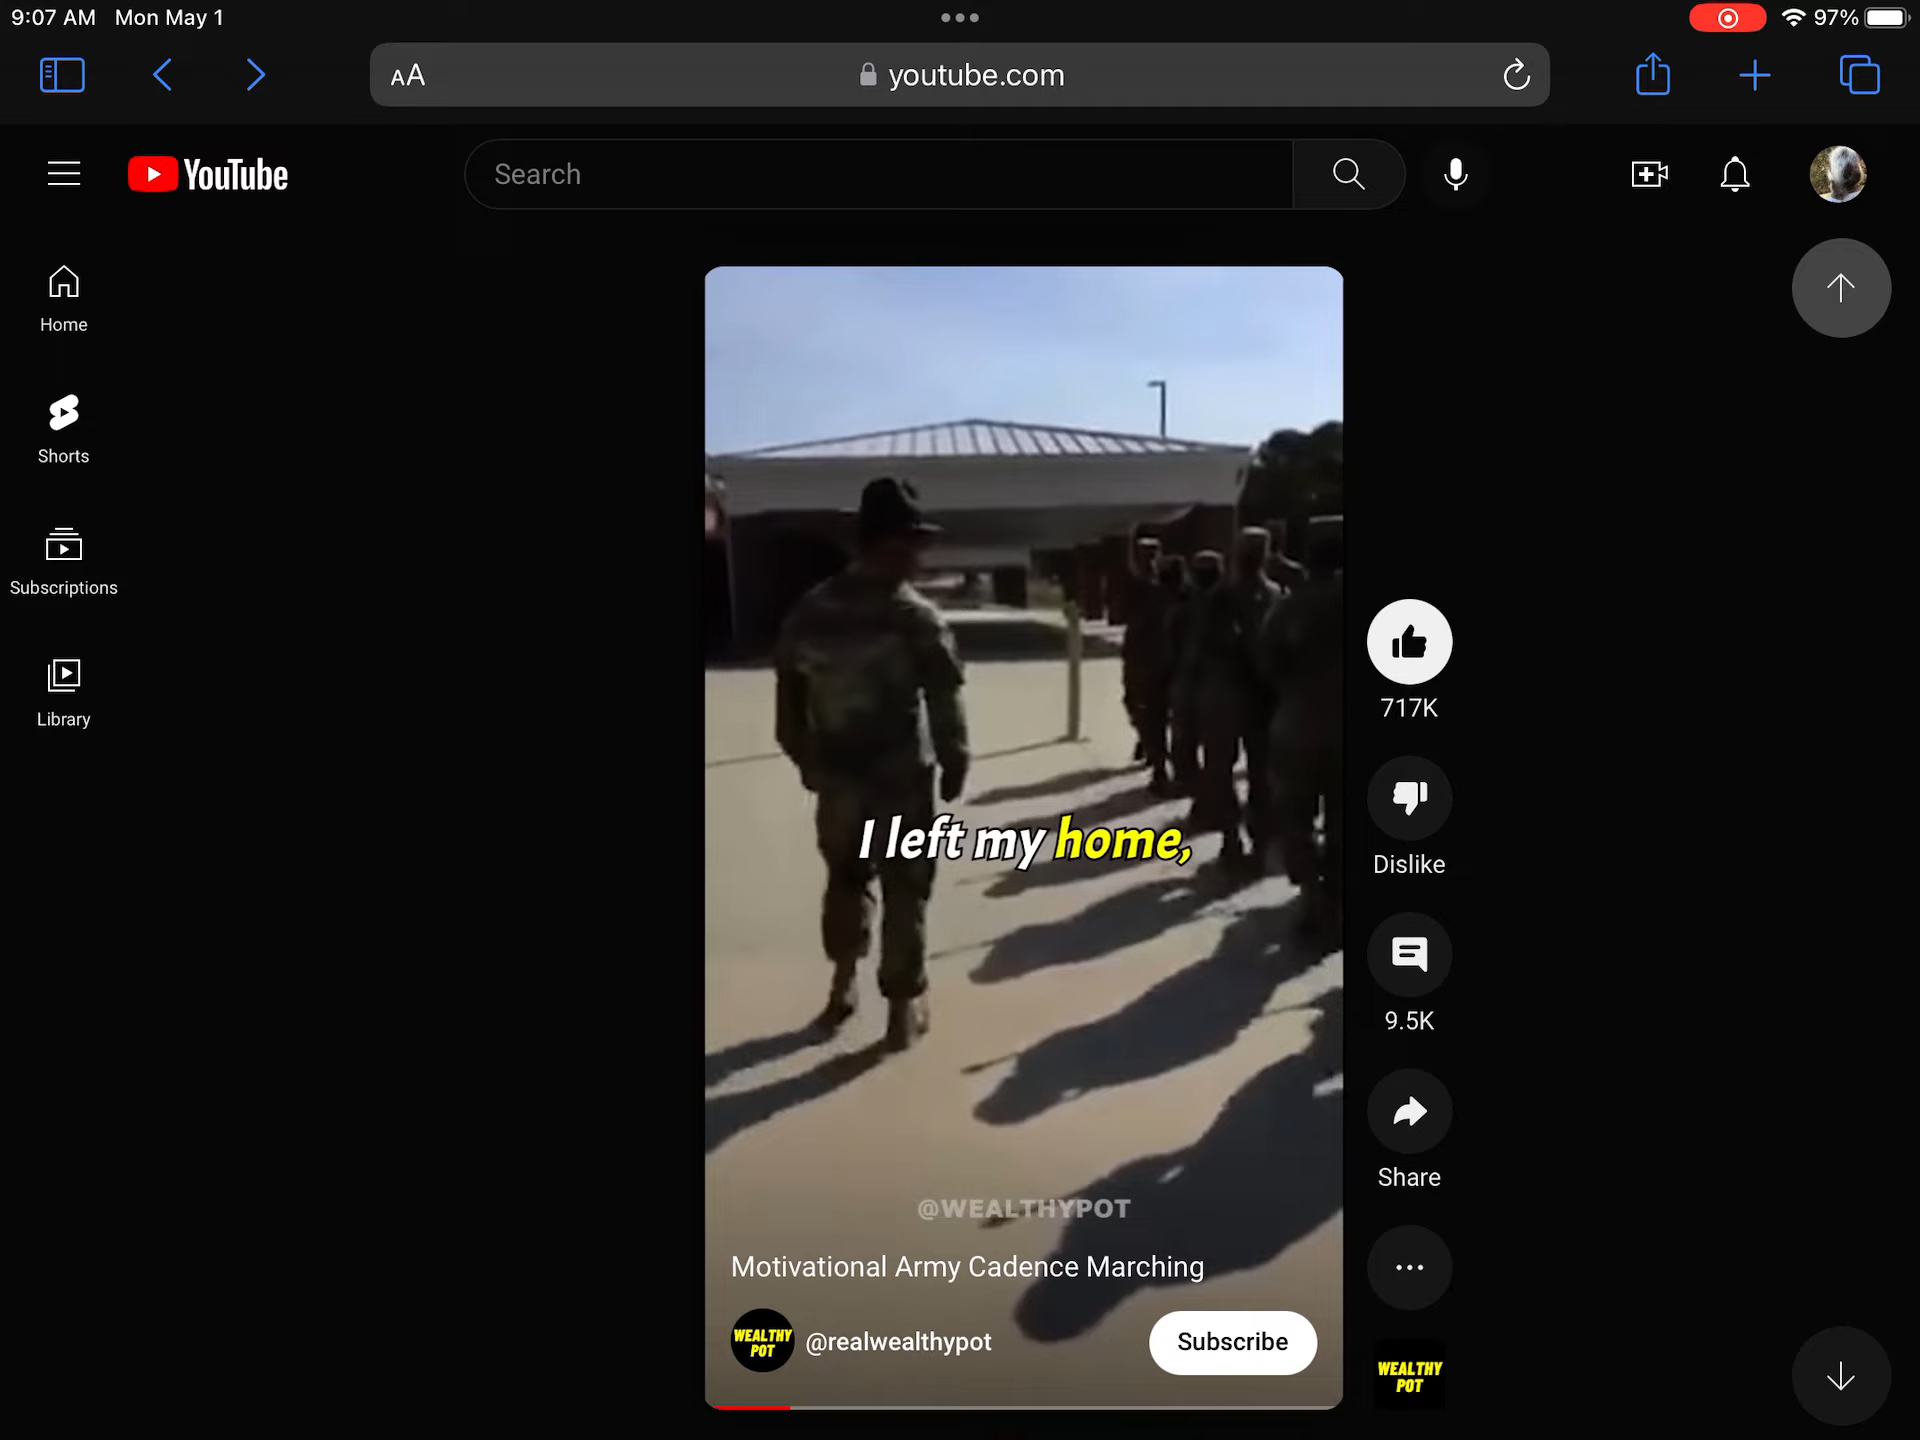 9:07 AM Mon May 1
97%
AA
youtube.com
YouTube
Search
Home
Shorts
Subscriptions
Library
I left my home,
717K
Dislike
9.5K
Share
@WEALTHYPOT
Motivational Army Cadence Marching
WEALTHY
POT
@realwealthypot
Subscribe
WEALTHY
POT